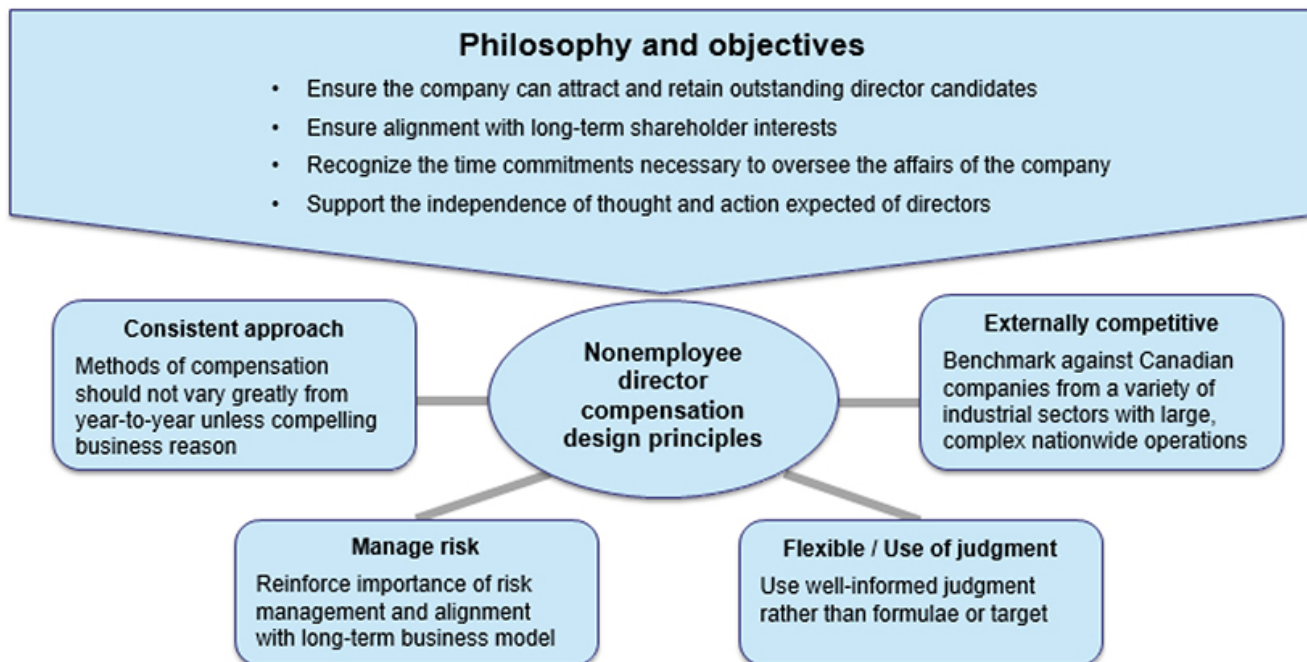 Philosophy and objectives
• Ensure the company can attract and retain outstanding director candidates
• Ensure alignment with long-term shareholder interests
• Recognize the time commitments necessary to oversee the affairs of the company
• Support the independence of thought and action expected of directors
Consistent approach
Methods of compensation
should not vary greatly from
year-to-year unless compelling
business reason
Nonemployee
director
compensation
design principles
Externally competitive
Benchmark against Canadian
companies from a variety of
industrial sectors with large,
complex nationwide operations
Manage risk
Reinforce importance of risk
management and alignment
with long-term business model
Flexible / Use of judgment
Use well-informed judgment
rather than formulae or target